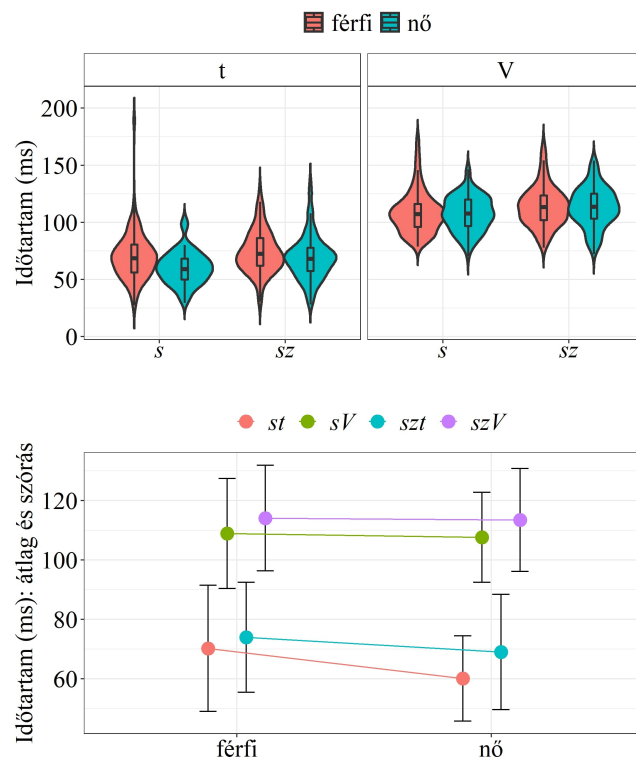 férfi nő
t V
Időtartam (ms)
200
150
100
50
0
s sz s sz
st sV szt szV
Időtartam (ms): átlag és szórás
120
100
80
60
férfi nő